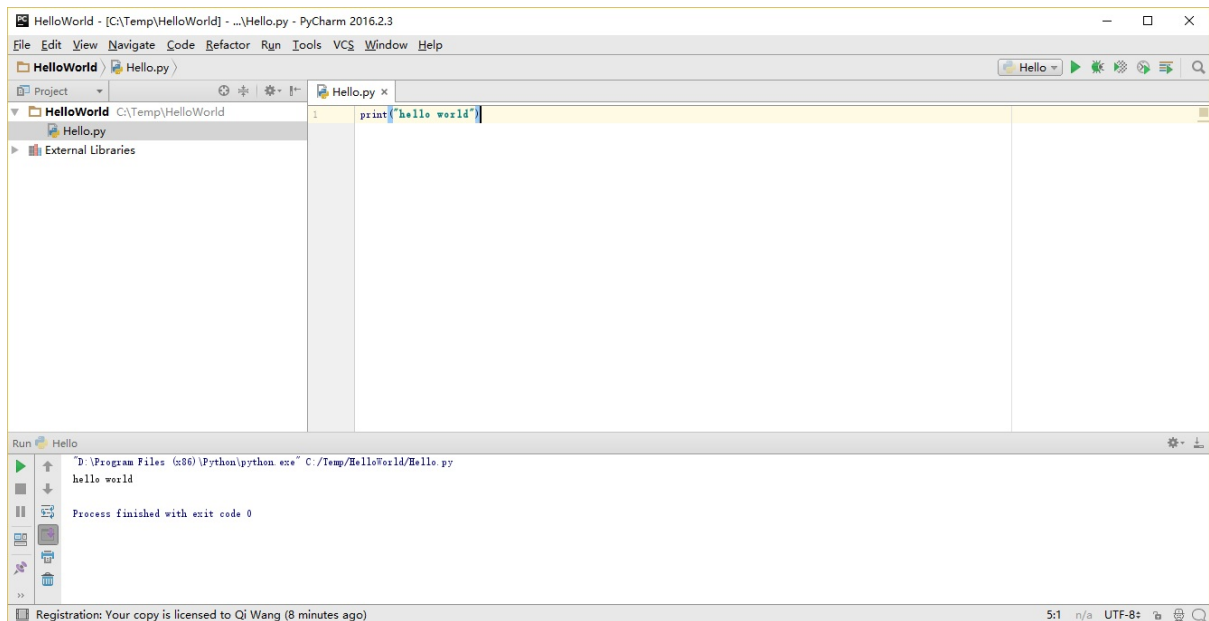 HelloWorld - [C:\Temp\HelloWorld] - ...\Hello.py - PyCharm 2016.2.3
File Edit View Navigate Code Refactor Run Tools VCS Window Help
HelloWorld Hello.py Hello
Project Hello.py ×
HelloWorld C:\Temp\HelloWorld
1 print("hello world")
Hello.py
External Libraries
Run Hello
"D:\Program Files (x86)\Python\python.exe" C:/Temp/HelloWorld/Hello.py
hello world
Process finished with exit code 0
Registration: Your copy is licensed to Qi Wang (8 minutes ago) 5:1 n/a UTF-8